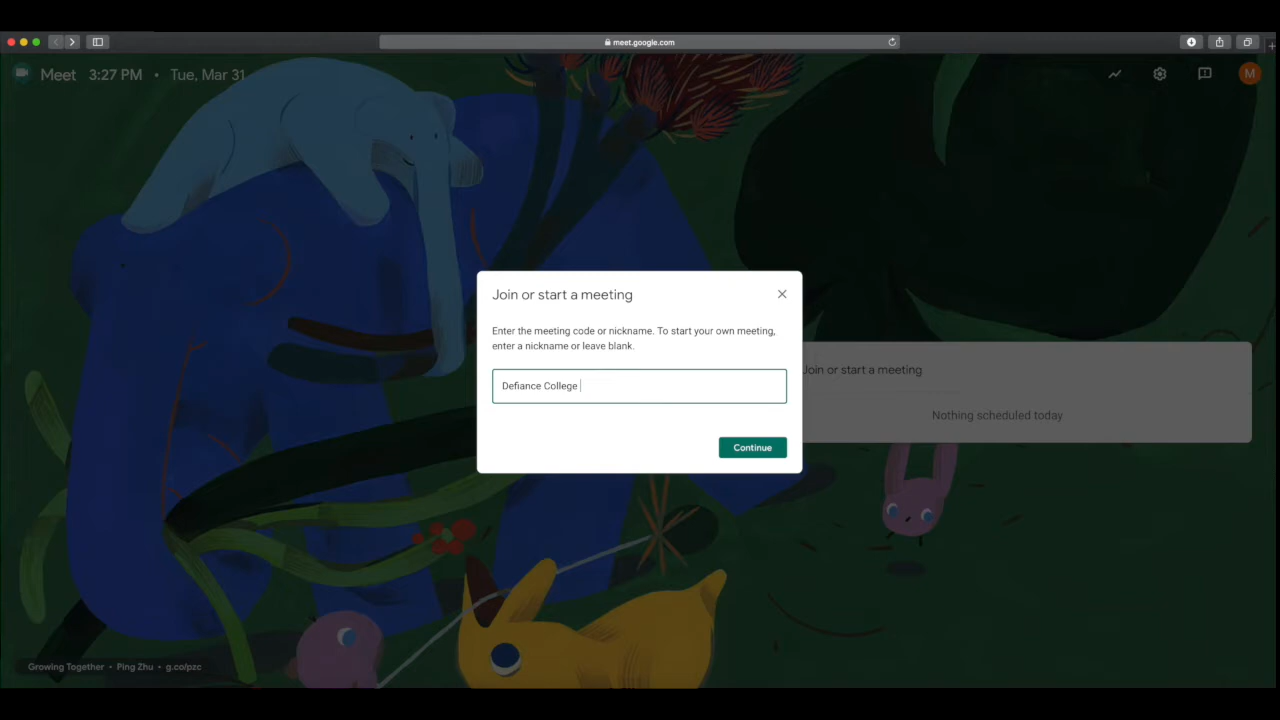 meet.google.com
Meet 3:27 PM • Tue, Mar 31
M
Join or start a meeting
Enter the meeting code or nickname. To start your own meeting,
enter a nickname or leave blank.
Defiance College
Continue
Join or start a meeting
Nothing scheduled today
Growing Together • Ping Zhu • g.co/pzc